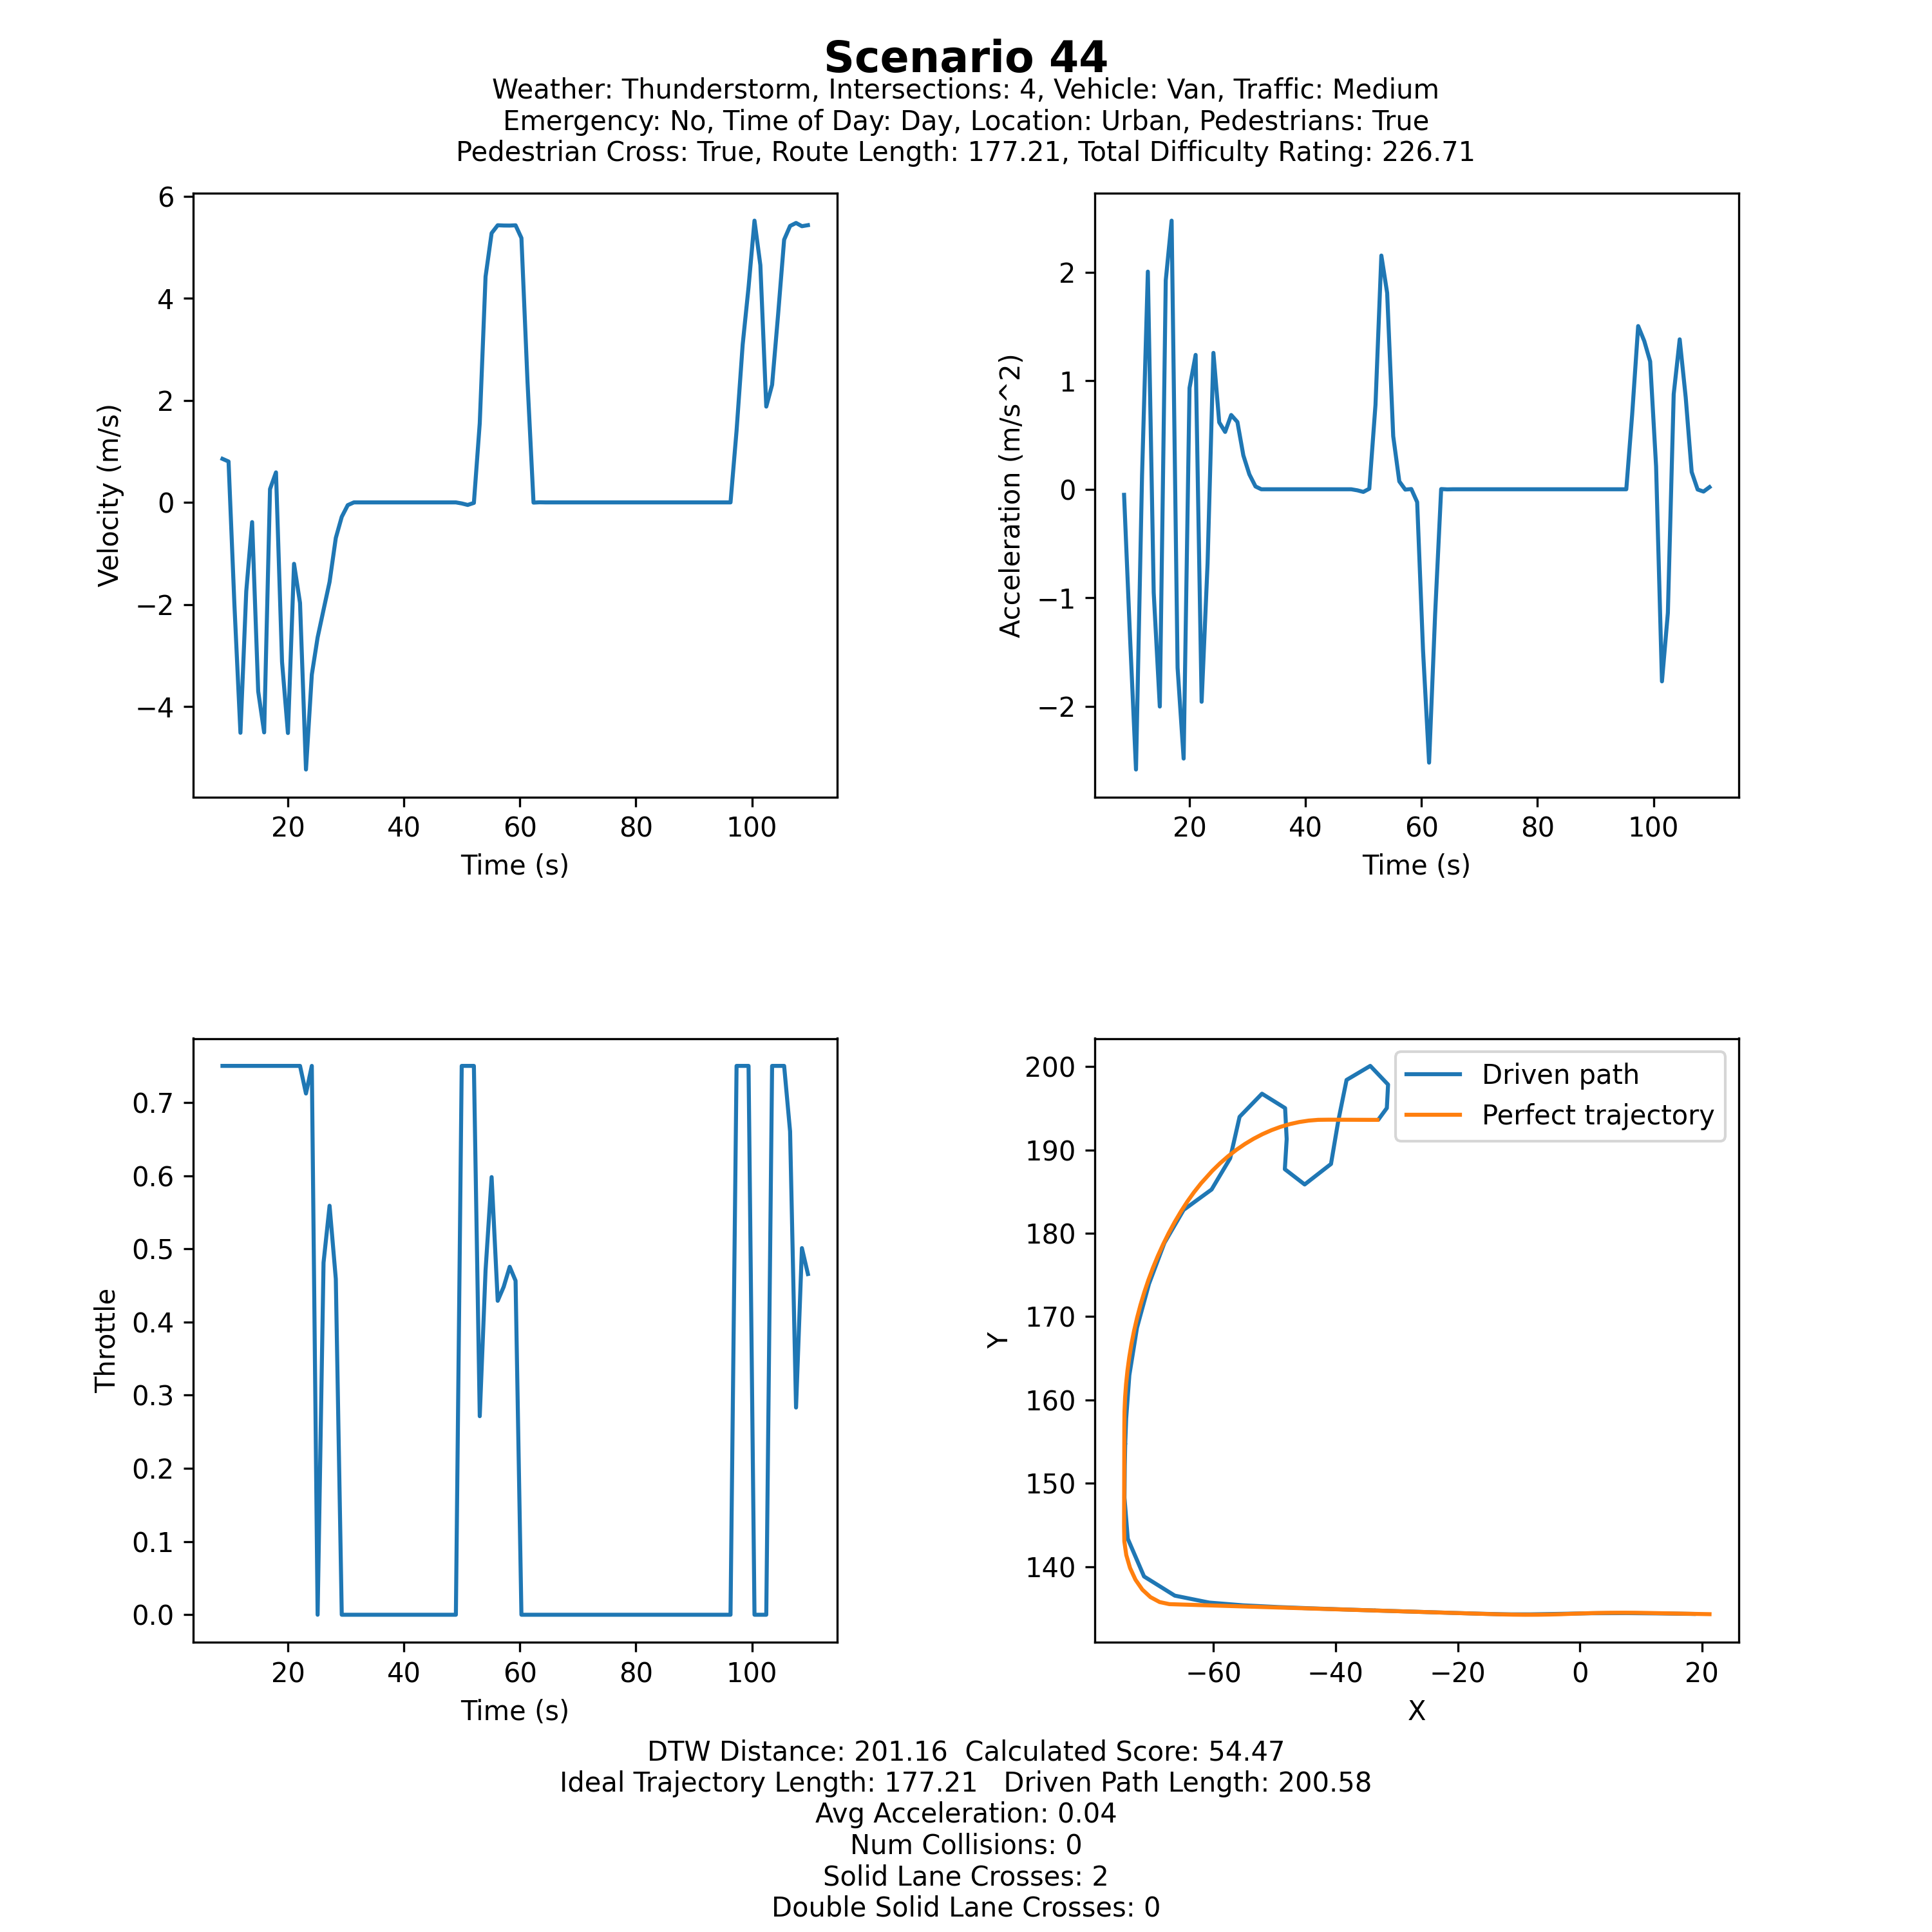 Scenario 44
Weather: Thunderstorm, Intersections: 4, Vehicle: Van, Traffic: Medium
Emergency: No, Time of Day: Day, Location: Urban, Pedestrians: True
Pedestrian Cross: True, Route Length: 177.21, Total Difficulty Rating: 226.71
6
4
2
0
−2
−4
Velocity (m/s)
20 40 60 80 100
Time (s)
2
1
0
−1
−2
Acceleration (m/s^2)
20 40 60 80 100
Time (s)
0.7
0.6
0.5
0.4
0.3
0.2
0.1
0.0
Throttle
20 40 60 80 100
Time (s)
Driven path
Perfect trajectory
200
190
180
170
160
150
140
Y
−60 −40 −20 0 20
X
DTW Distance: 201.16  Calculated Score: 54.47
Ideal Trajectory Length: 177.21   Driven Path Length: 200.58
Avg Acceleration: 0.04
Num Collisions: 0
Solid Lane Crosses: 2
Double Solid Lane Crosses: 0